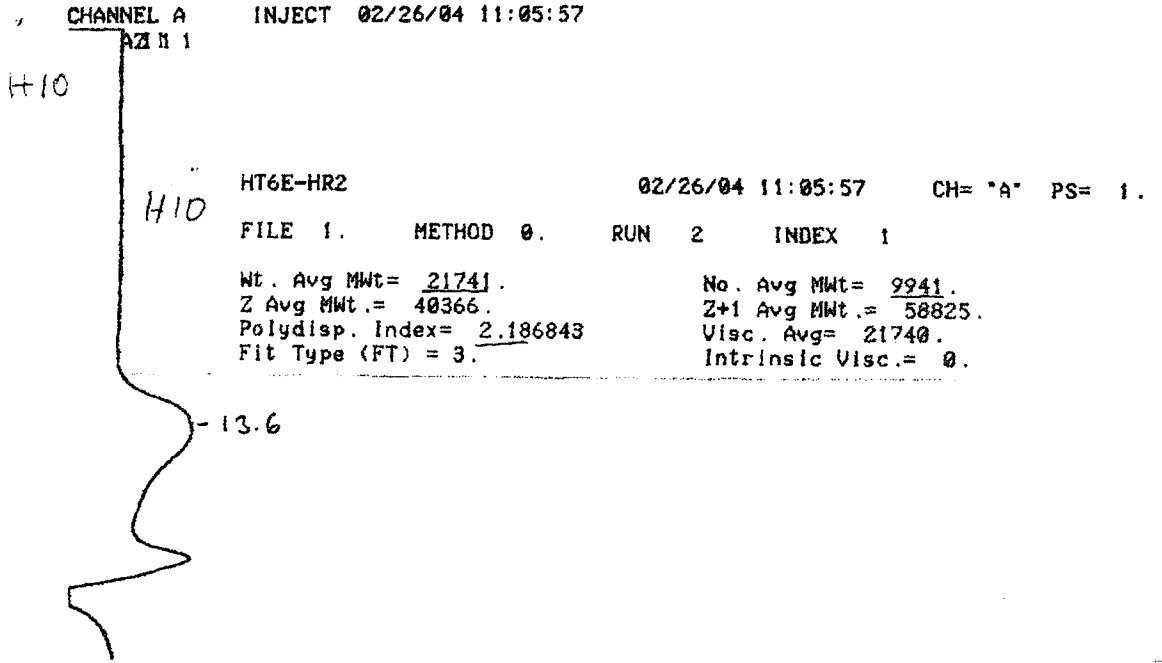 CHANNEL A INJECT 02/26/04 11:05:57
1
H10
HT6E-HR2 02/26/04 11:05:57 CH= "A" PS= 1.
H10
FILE 1. METHOD 0. RUN 2 INDEX 1
Wt. Avg MWt= 21741. No. Avg MWt= 9941.
Z Avg MWt.= 40366. Z+1 Avg MWt.= 58825.
Polydisp. Index= 2.186843 Visc. Avg= 21740.
Fit Type (FT) = 3. Intrinsic Visc.= 0.
- 13.6